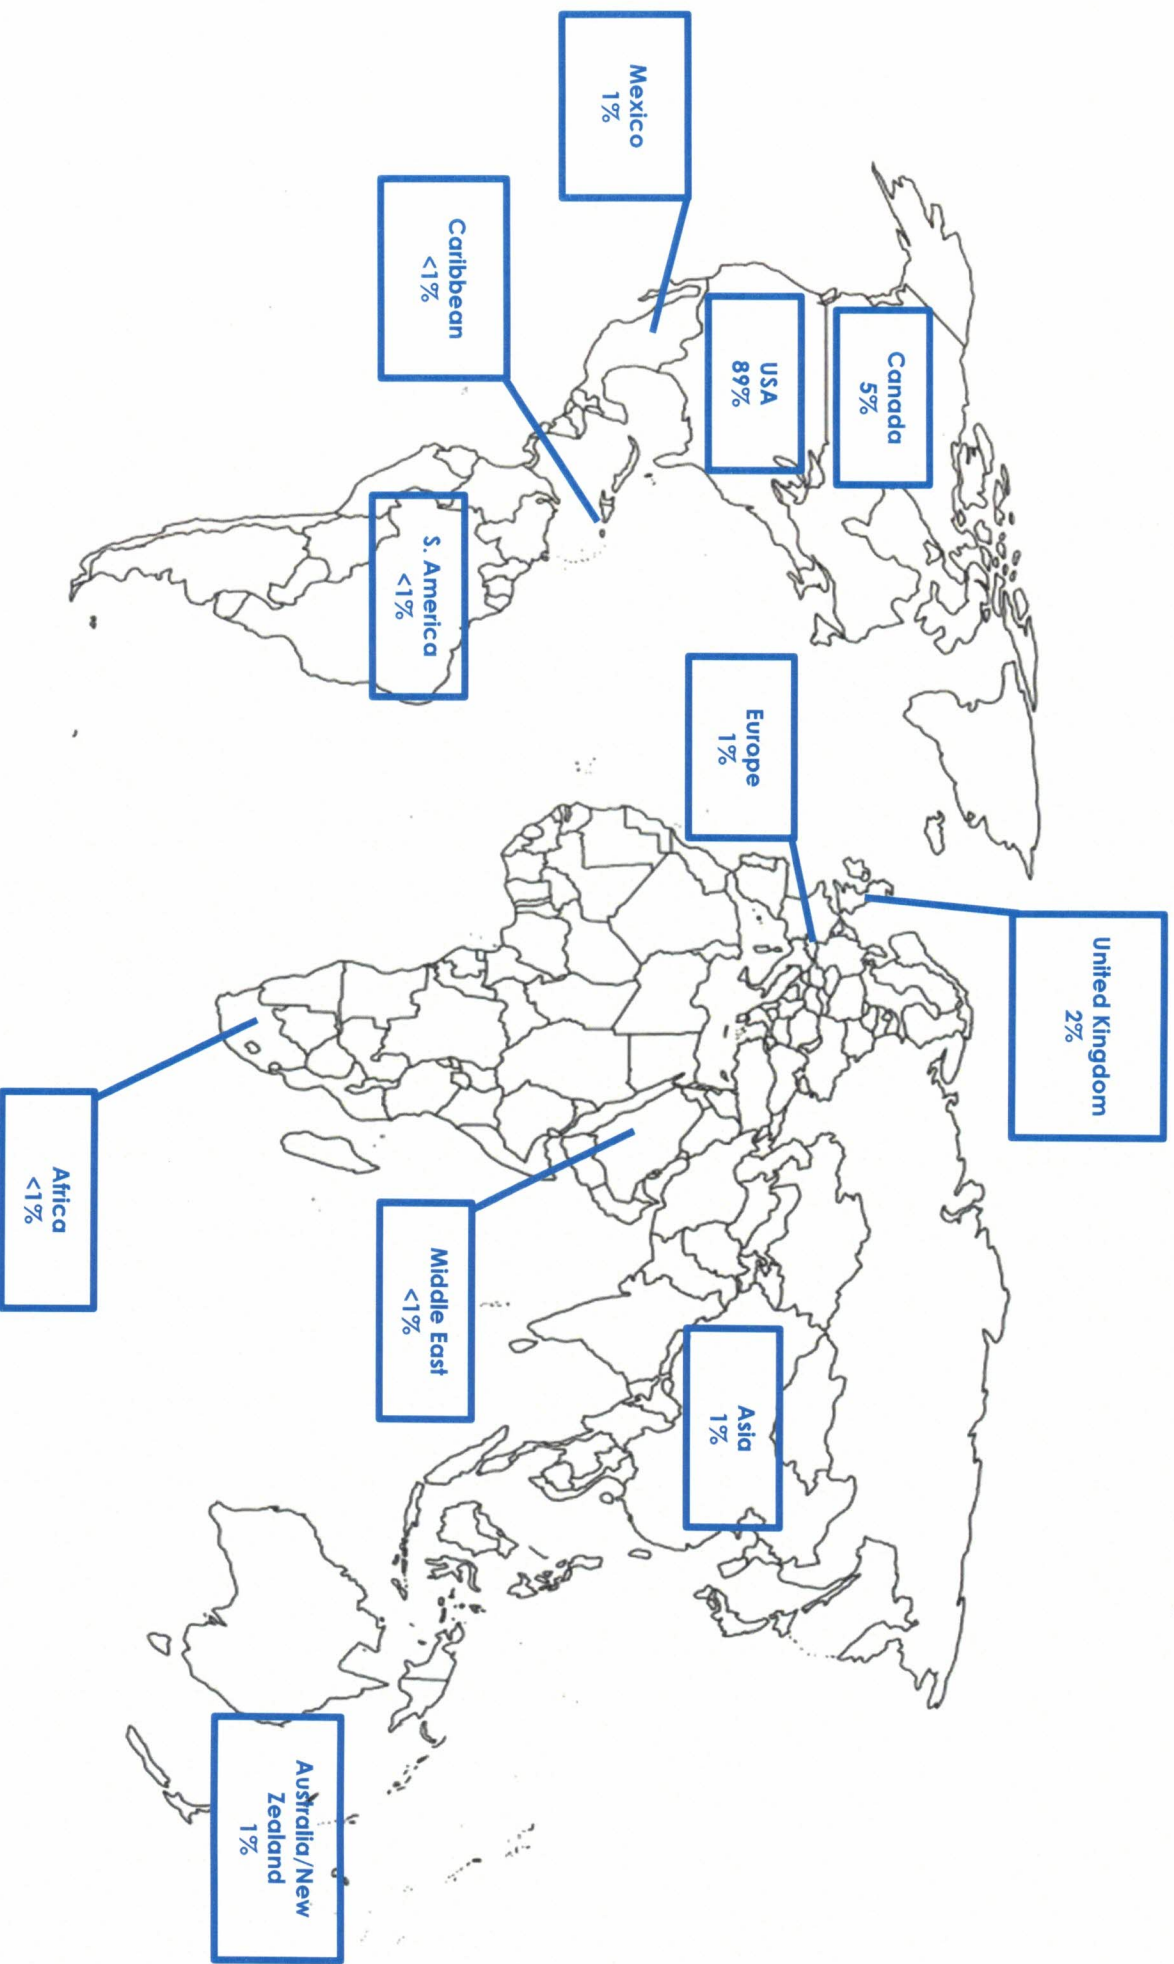 Canada
5%
USA
89%
Mexico
1%
Caribbean
<1%
S. America
<1%
United Kingdom
2%
Europe
1%
Asia
1%
Middle East
<1%
Africa
<1%
Australia/New
Zealand
1%